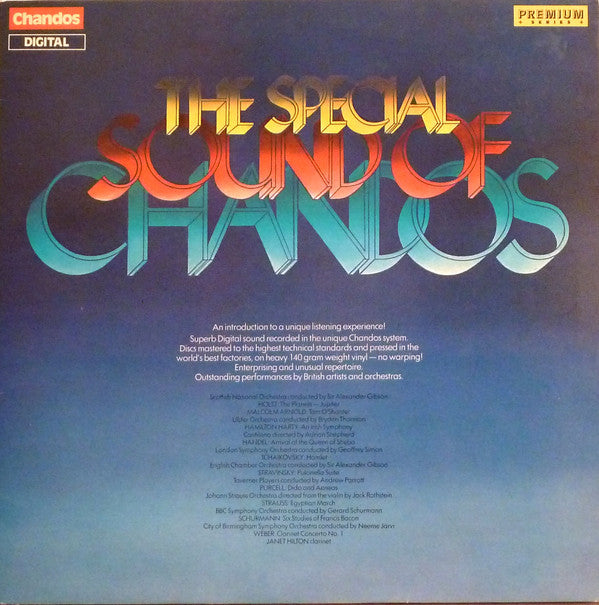 Chandos
DIGITAL
PREMIUM
SERIES
THE SPECIAL
SOUND OF
CHANDOS
An introduction to a unique listening experience!
Superb Digital sound recorded in the unique Chandos system.
Discs mastered to the highest technical standards and pressed in the
world's best factories, on heavy 140 gram weight vinyl — no warping!
Enterprising and unusual repertoire.
Outstanding performances by British artists and orchestras.
Scottish National Orchestra conducted by Sir Alexander Gibson
HOLST: The Planets — Jupiter
MALCOLM ARNOLD: Tam O'Shanter
Ulster Orchestra conducted by Bryden Thomson
HAMILTON HARTY: An Irish Symphony
Cantilena directed by Adrian Shepherd
HANDEL: Arrival of the Queen of Sheba
London Symphony Orchestra conducted by Geoffrey Simon
TCHAIKOVSKY: Hamlet
English Chamber Orchestra conducted by Sir Alexander Gibson
STRAVINSKY: Pulcinella Suite
Taverner Players conducted by Andrew Parrott
PURCELL: Dido and Aeneas
Johann Strauss Orchestra directed from the violin by Jack Rothstein
STRAUSS: Egyptian March
BBC Symphony Orchestra conducted by Gerard Schurmann
SCHURMANN: Six Studies of Francis Bacon
City of Birmingham Symphony Orchestra conducted by Neeme Järvi
WEBER: Clarinet Concerto No. 1
JANET HILTON clarinet